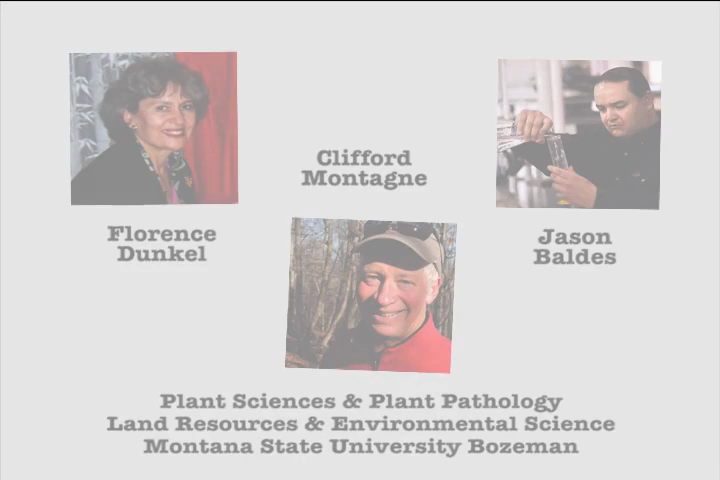 Clifford
Montagne
Florence
Dunkel
Jason
Baldes
Plant Sciences & Plant Pathology
Land Resources & Environmental Science
Montana State University Bozeman